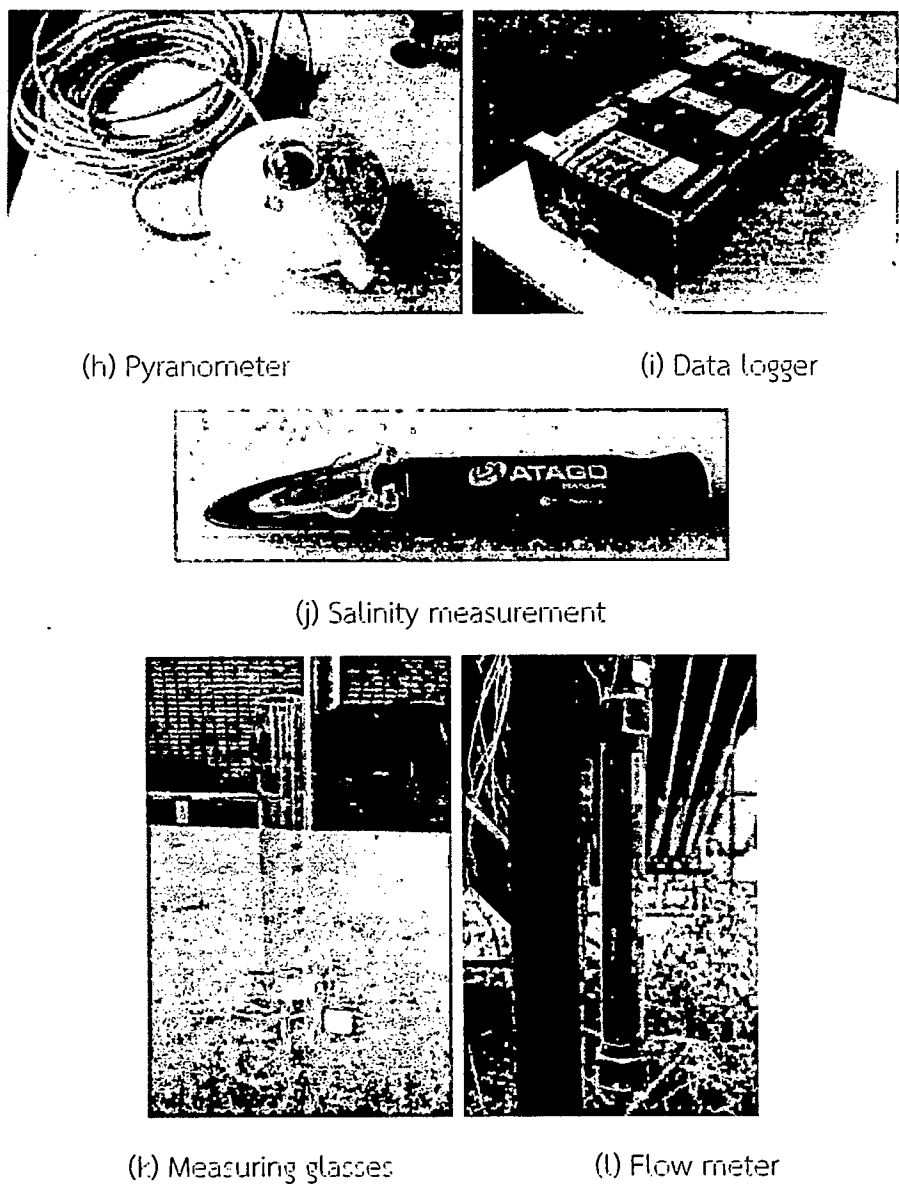 (h) Pyranometer
(i) Data logger
ATAGO
(j) Salinity measurement
(k) Measuring glasses
(l) Flow meter